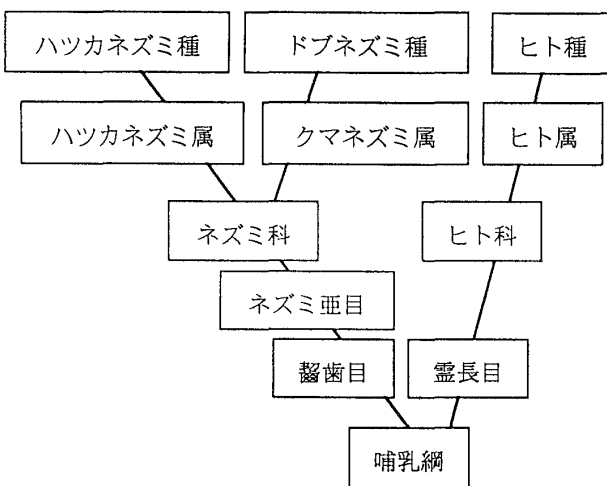 ハツカネズミ種
ドブネズミ種
ヒト種
ハツカネズミ属
クマネズミ属
ヒト属
ネズミ科
ヒト科
ネズミ亜目
齧歯目
霊長目
哺乳綱